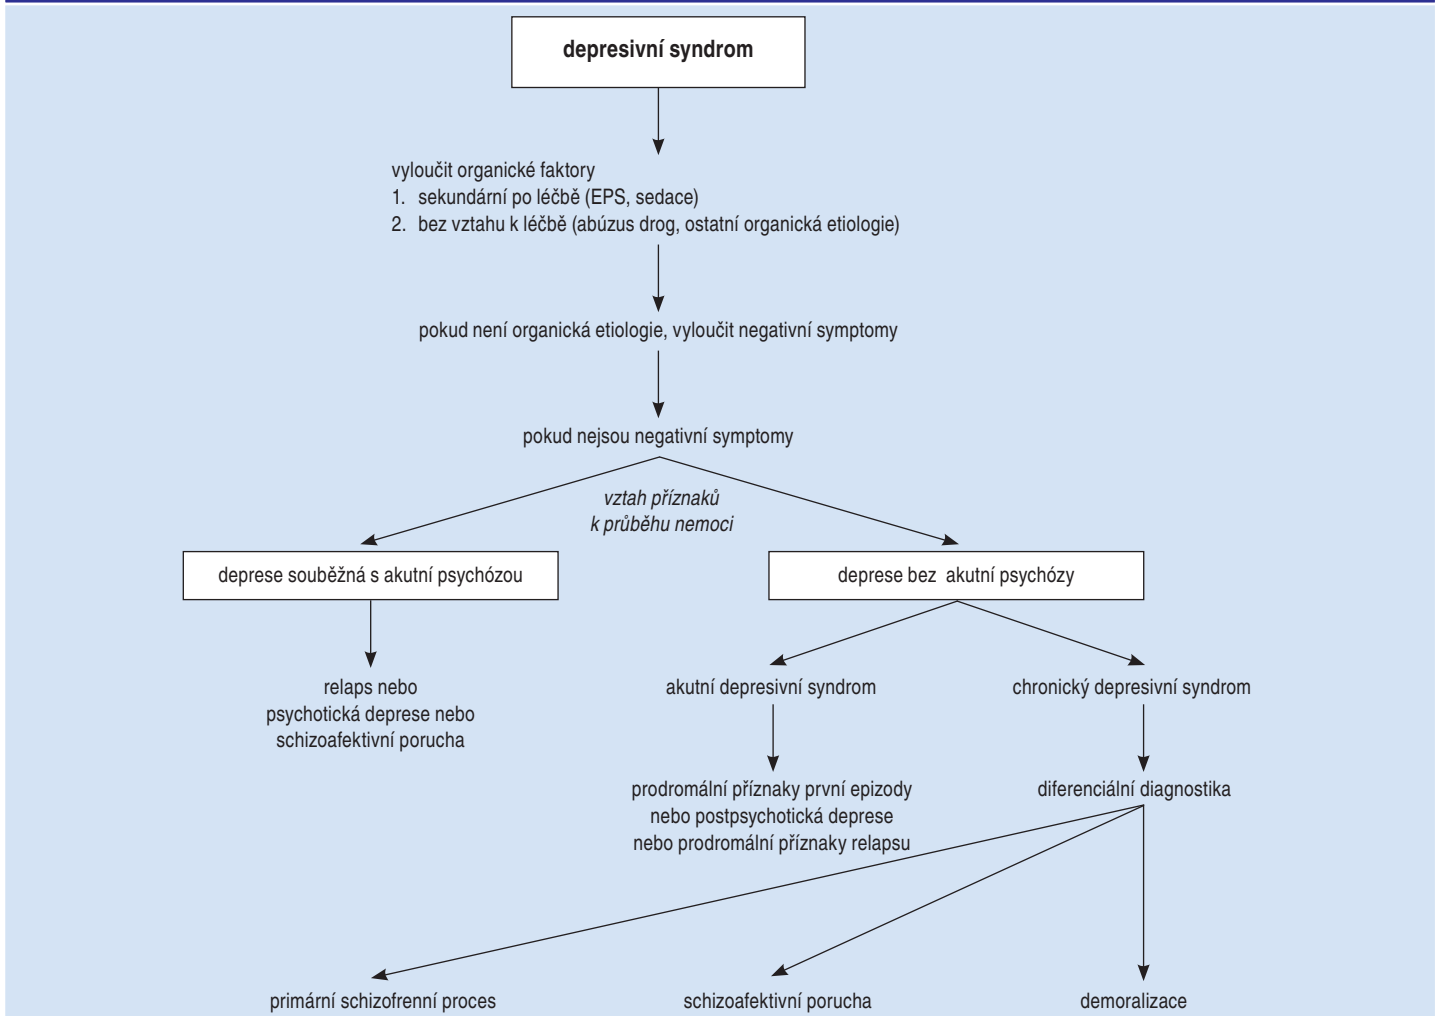 depresivní syndrom
vyloučit organické faktory
1. sekundární po léčbě (EPS, sedace)
2. bez vztahu k léčbě (abúzus drog, ostatní organická etiologie)
pokud není organická etiologie, vyloučit negativní symptomy
pokud nejsou negativní symptomy
vztah příznaků
k průběhu nemoci
deprese souběžná s akutní psychózou
deprese bez akutní psychózy
relaps nebo
psychotická deprese nebo
schizoafektivní porucha
akutní depresivní syndrom
chronický depresivní syndrom
prodromální příznaky první epizody
nebo postpsychotická deprese
nebo prodromální příznaky relapsu
diferenciální diagnostika
primární schizofrenní proces
schizoafektivní porucha
demoralizace